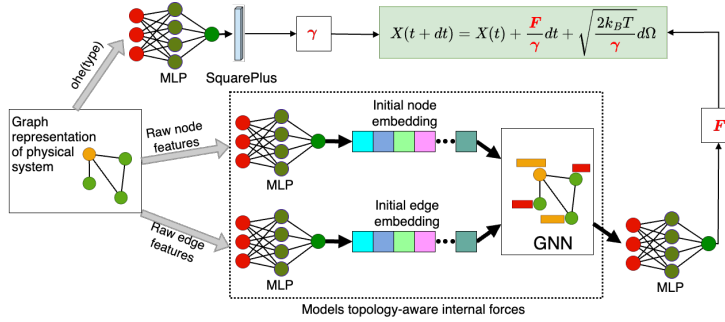 ohe(type)
MLP
SquarePlus
γ
X(t + dt) = X(t) + F/γ dt + √(2k_BT/γ) dΩ
Graph
representation
of physical
system
Raw node
features
Raw edge
features
MLP
Initial node
embedding
MLP
Initial edge
embedding
GNN
MLP
F
Models topology-aware internal forces